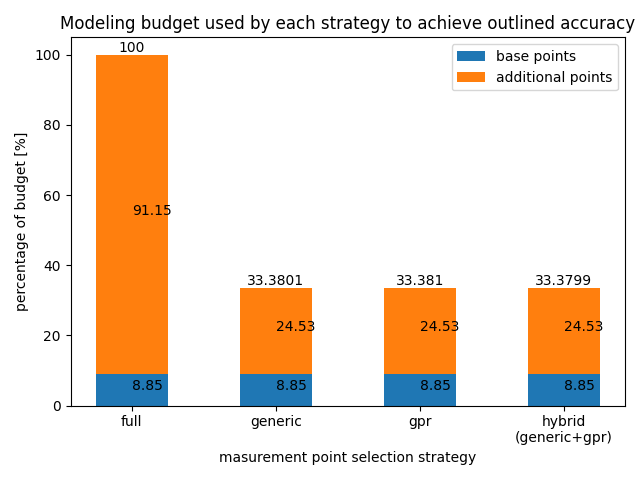 Modeling budget used by each strategy to achieve outlined accuracy
base points
additional points
percentage of budget [%]
100
80
60
40
20
0
100
91.15
8.85
33.3801
24.53
8.85
33.381
24.53
8.85
33.3799
24.53
8.85
full
generic
gpr
hybrid
(generic+gpr)
masurement point selection strategy